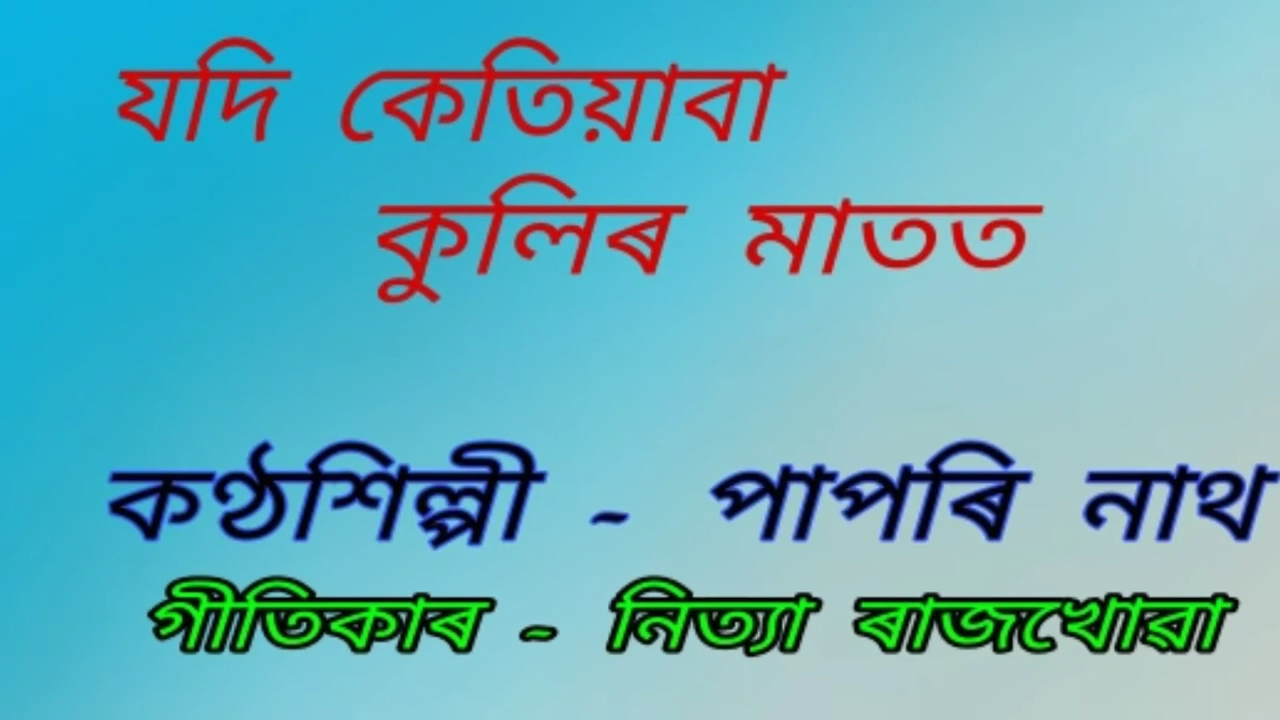 যদি কেতিয়াবা
কুলিৰ মাতত
কণ্ঠশিল্পী - পাপৰি নাথ
গীতিকাৰ - নিত্যা ৰাজখোৱা